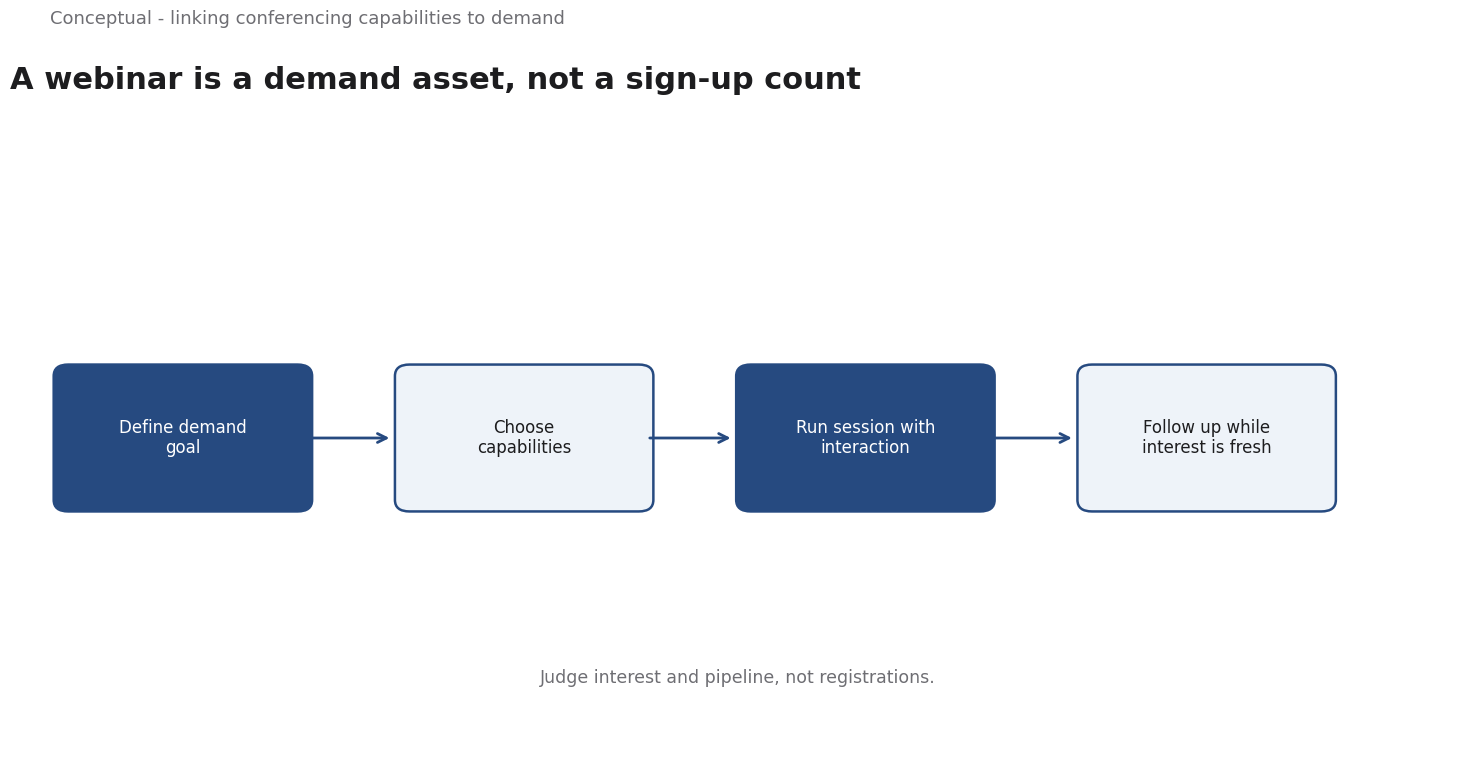 Conceptual - linking conferencing capabilities to demand
A webinar is a demand asset, not a sign-up count
Define demand
goal
Choose
capabilities
Run session with
interaction
Follow up while
interest is fresh
Judge interest and pipeline, not registrations.